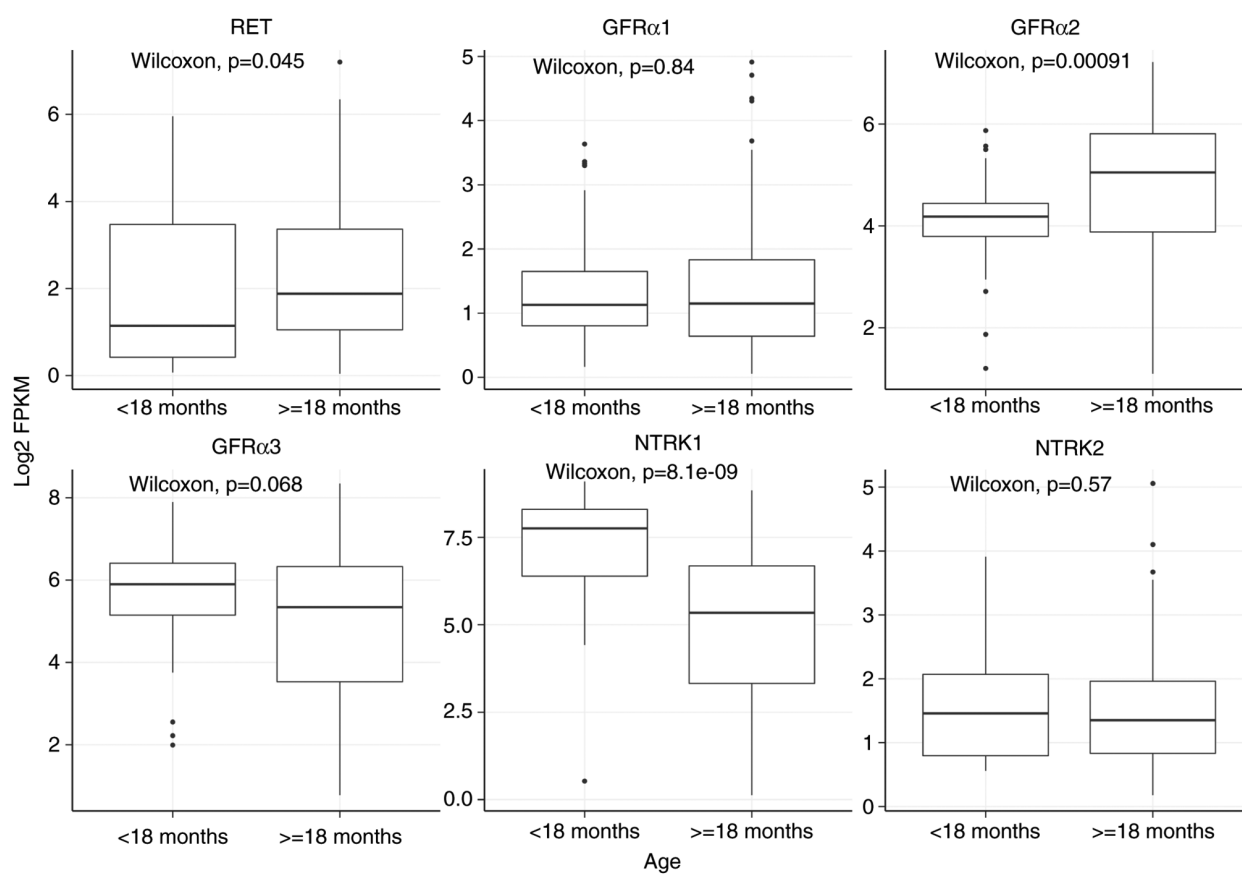 RET
Wilcoxon, p=0.045
6
4
2
0
<18 months
>=18 months
GFRα1
Wilcoxon, p=0.84
5
4
3
2
1
0
<18 months
>=18 months
GFRα2
Wilcoxon, p=0.00091
6
4
2
<18 months
>=18 months
Log2 FPKM
GFRα3
Wilcoxon, p=0.068
8
6
4
2
<18 months
>=18 months
NTRK1
Wilcoxon, p=8.1e-09
7.5
5.0
2.5
0.0
<18 months
>=18 months
NTRK2
Wilcoxon, p=0.57
5
4
3
2
1
0
<18 months
>=18 months
Age